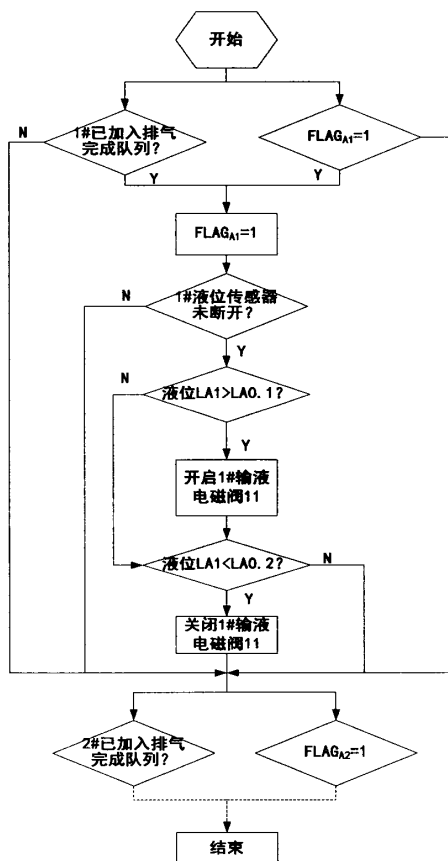 开始
N
1#已加入排气
完成队列?
FLAGA1=1
Y
Y
FLAGA1=1
N
1#液位传感器
未断开?
Y
N
液位LA1>LA0.1?
Y
开启1#输液
电磁阀11
液位LA1<LA0.2?
N
Y
关闭1#输液
电磁阀11
2#已加入排气
完成队列?
FLAGA2=1
结束